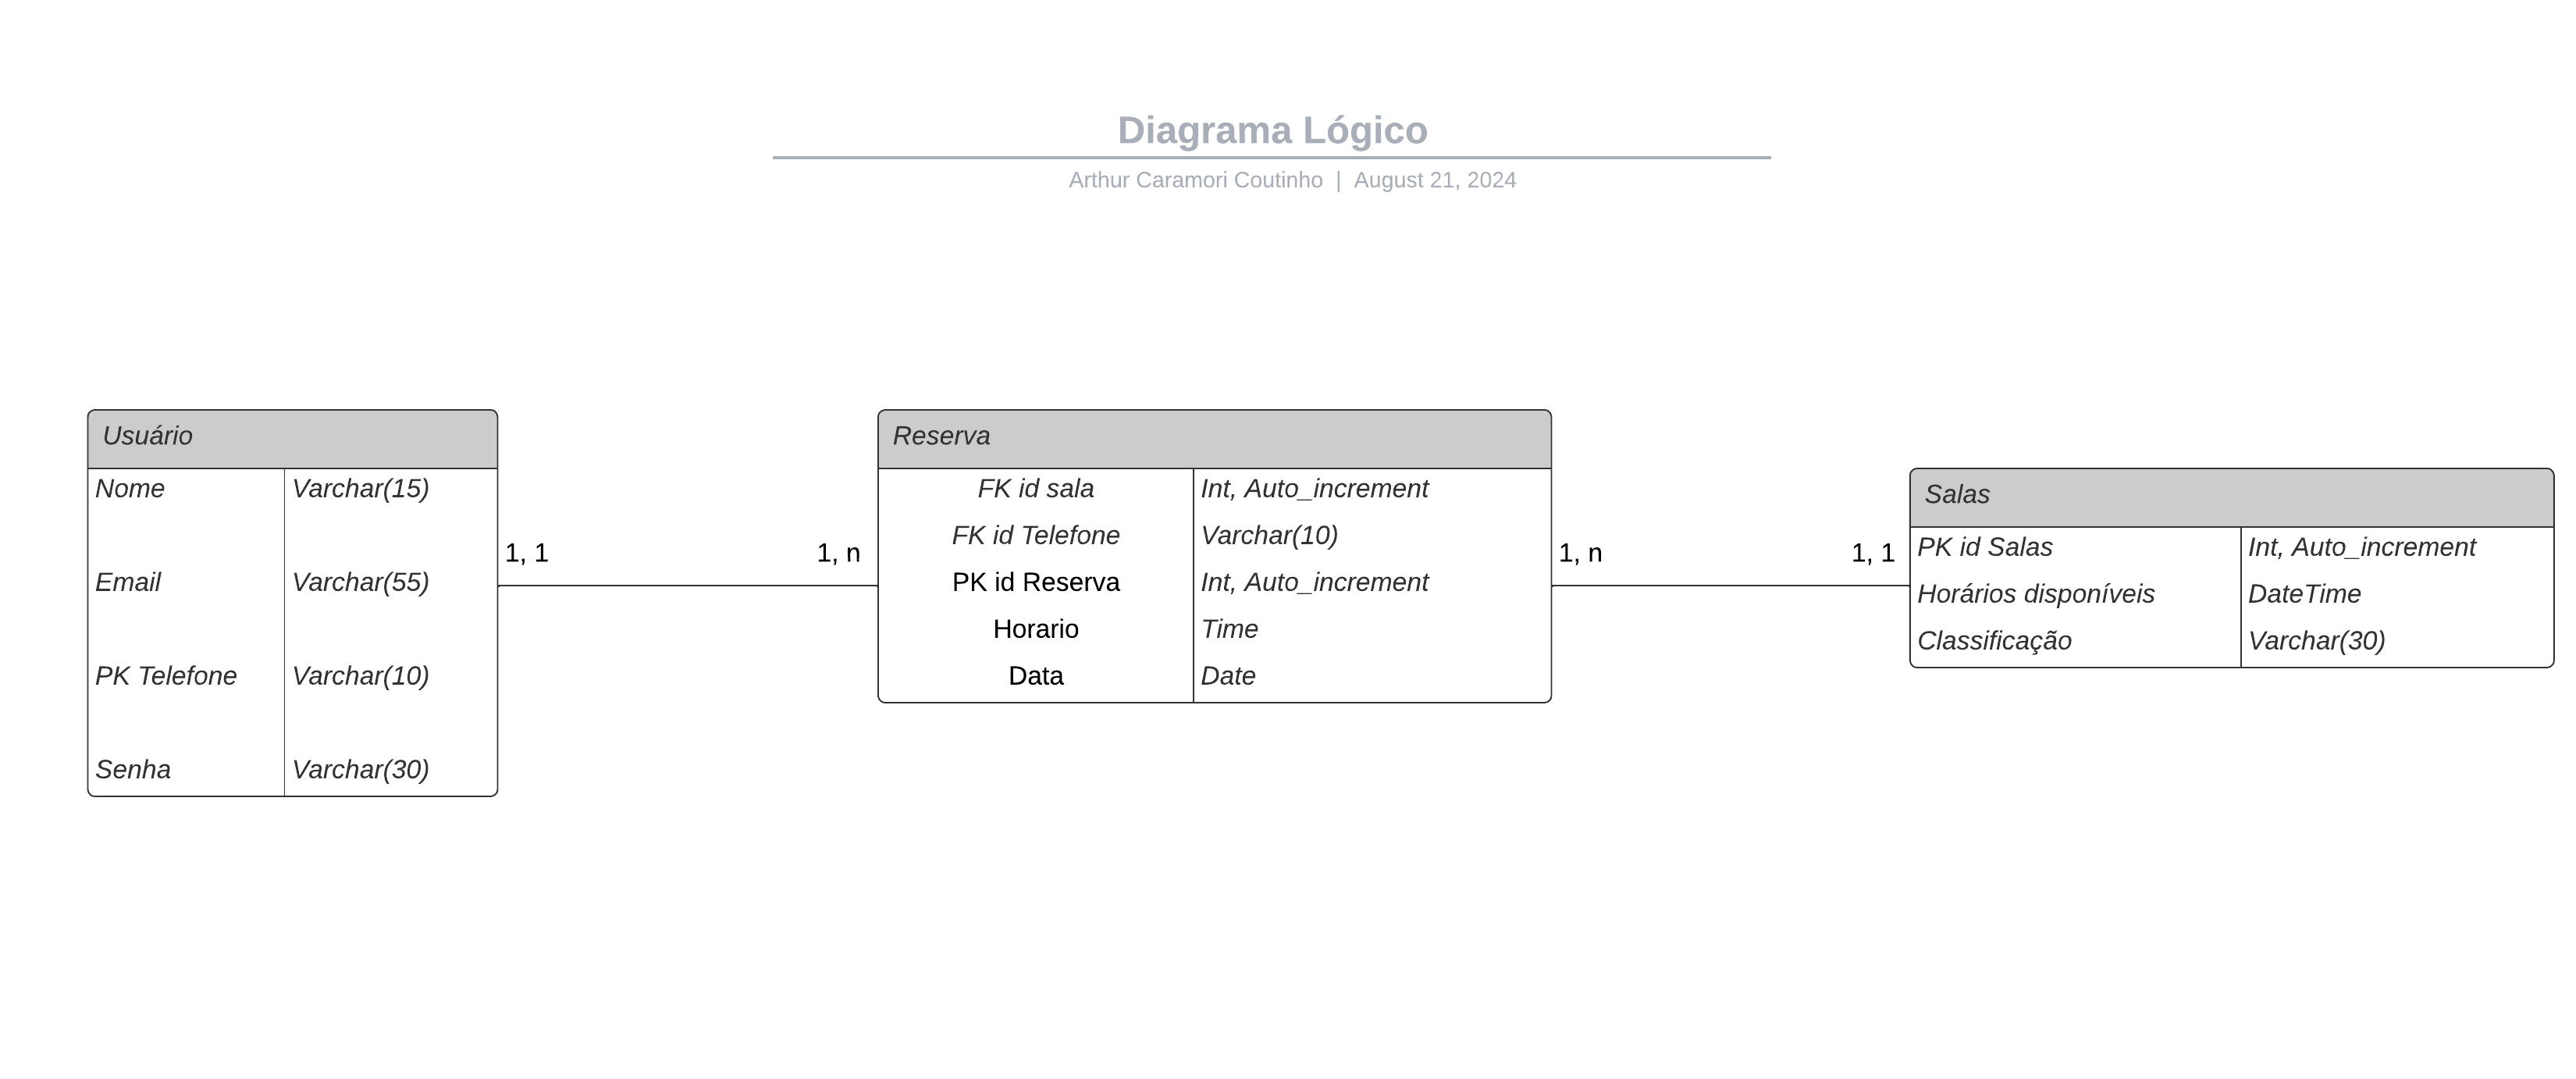 Diagrama Lógico
Arthur Caramori Coutinho | August 21, 2024
Usuário
Nome Varchar(15)
Email Varchar(55)
PK Telefone Varchar(10)
Senha Varchar(30)
1, 1
1, n
Reserva
FK id sala Int, Auto_increment
FK id Telefone Varchar(10)
PK id Reserva Int, Auto_increment
Horario Time
Data Date
1, n
1, 1
Salas
PK id Salas Int, Auto_increment
Horários disponíveis DateTime
Classificação Varchar(30)